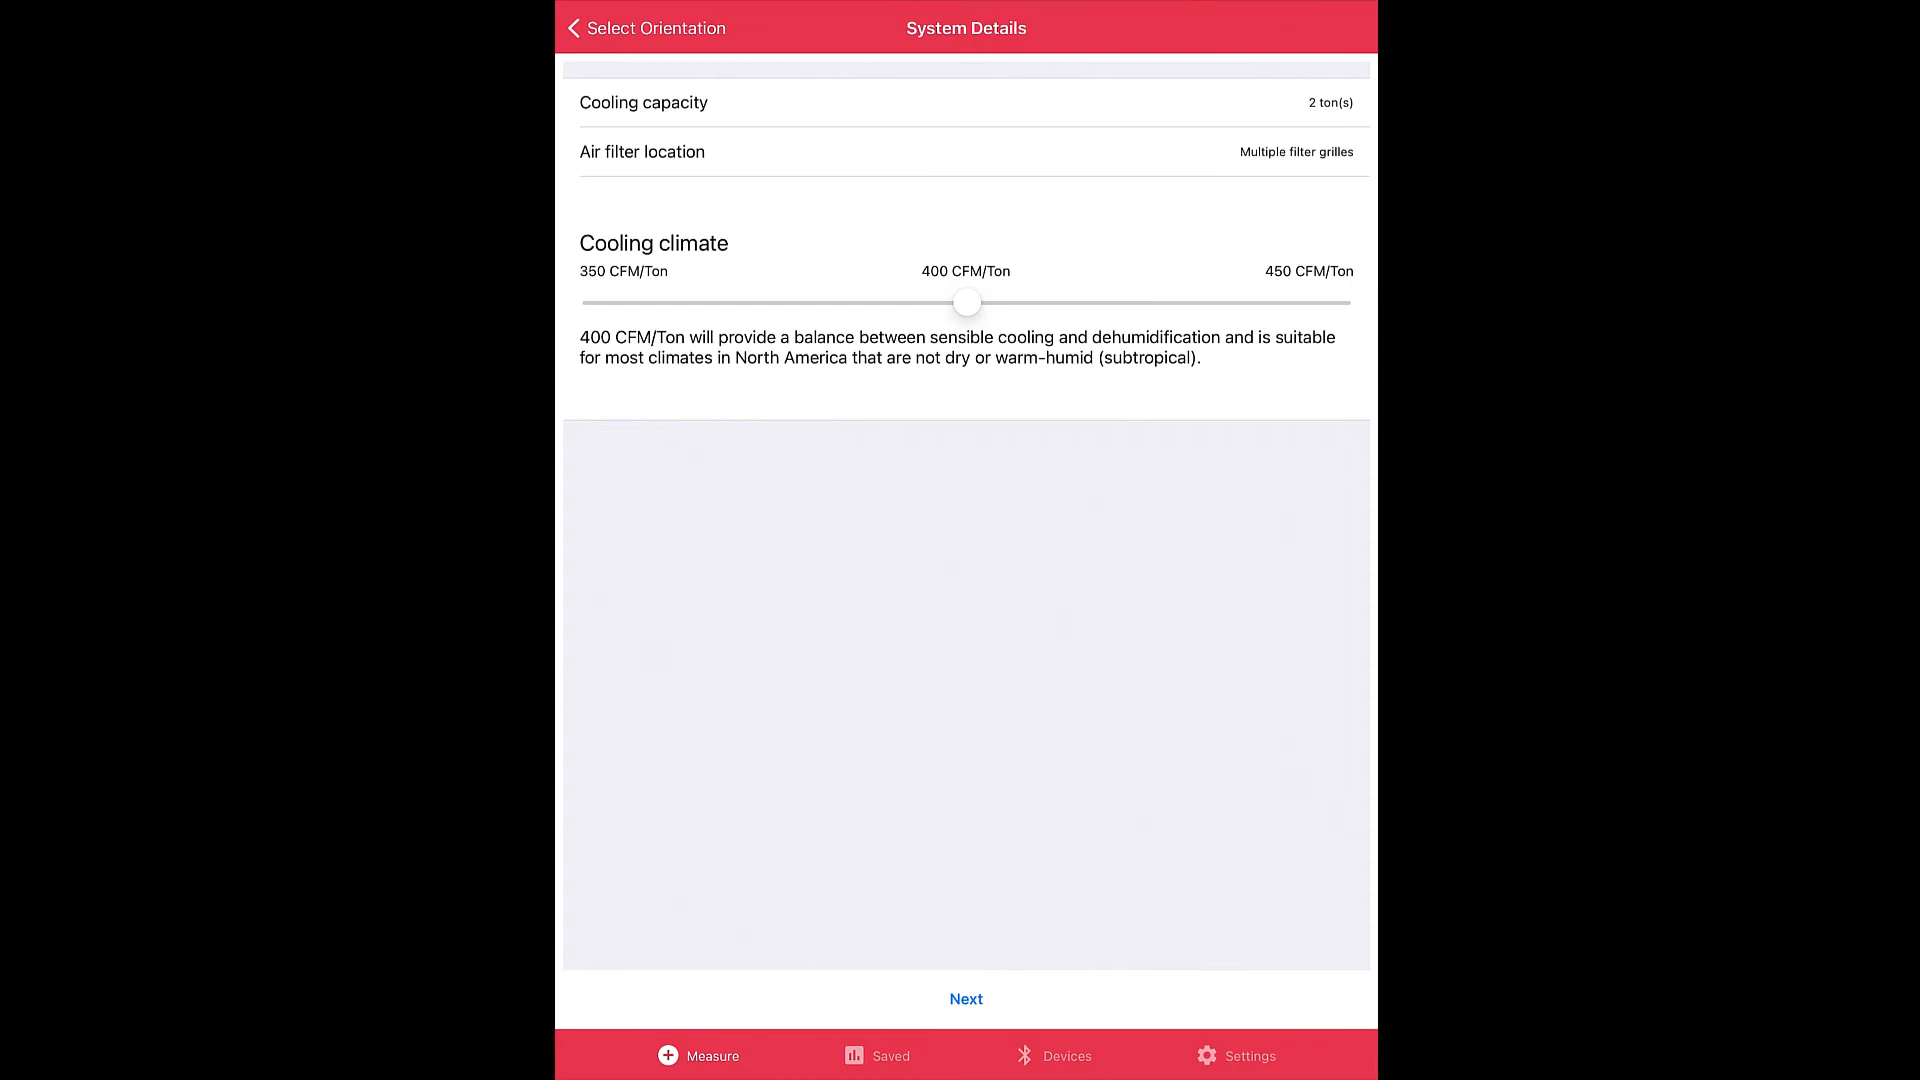 Select Orientation
System Details
Cooling capacity
2 ton(s)
Air filter location
Multiple filter grilles
Cooling climate
350 CFM/Ton
400 CFM/Ton
450 CFM/Ton
400 CFM/Ton will provide a balance between sensible cooling and dehumidification and is suitable
for most climates in North America that are not dry or warm-humid (subtropical).
Next
Measure
Saved
Devices
Settings